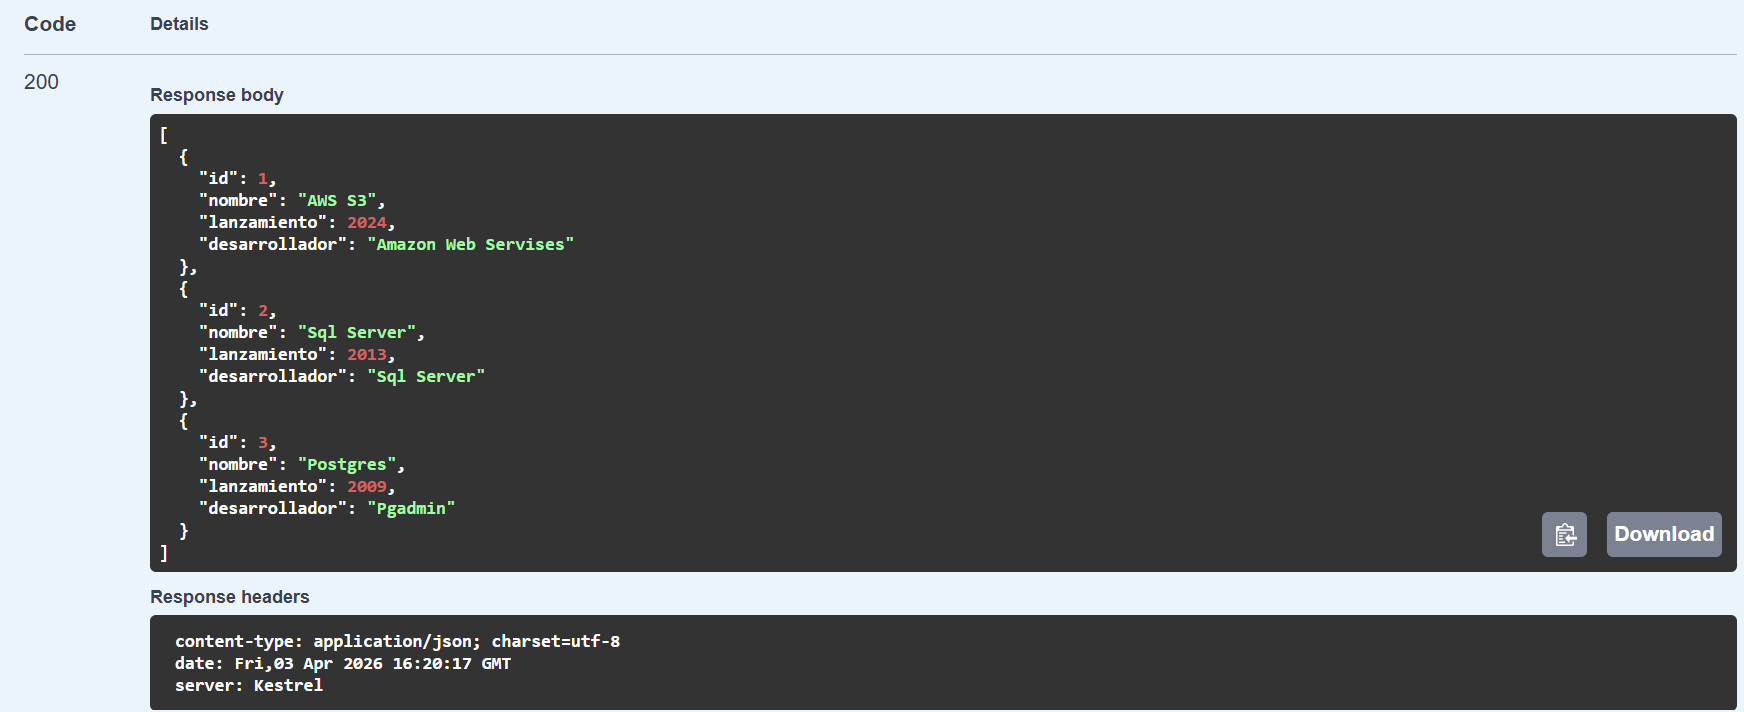 Code Details
200
Response body
[
  {
    "id": 1,
    "nombre": "AWS S3",
    "lanzamiento": 2024,
    "desarrollador": "Amazon Web Servises"
  },
  {
    "id": 2,
    "nombre": "Sql Server",
    "lanzamiento": 2013,
    "desarrollador": "Sql Server"
  },
  {
    "id": 3,
    "nombre": "Postgres",
    "lanzamiento": 2009,
    "desarrollador": "Pgadmin"
  }
]
Download
Response headers
content-type: application/json; charset=utf-8
date: Fri,03 Apr 2026 16:20:17 GMT
server: Kestrel